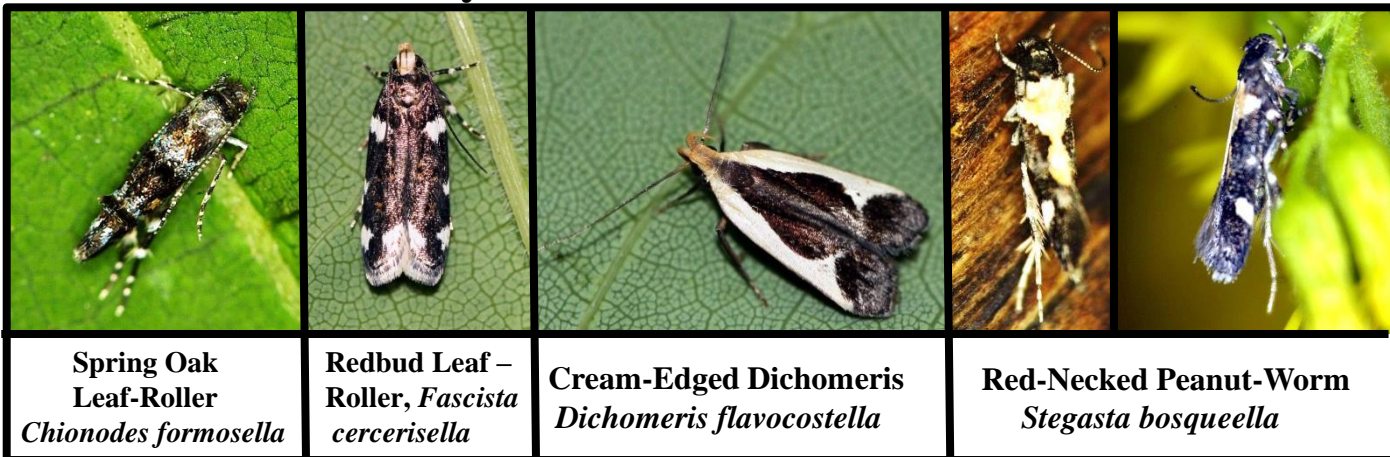 Spring Oak
Leaf-Roller
Chionodes formosella
Redbud Leaf –
Roller, Fascista
cercerisella
Cream-Edged Dichomeris
Dichomeris flavocostella
Red-Necked Peanut-Worm
Stegasta bosqueella